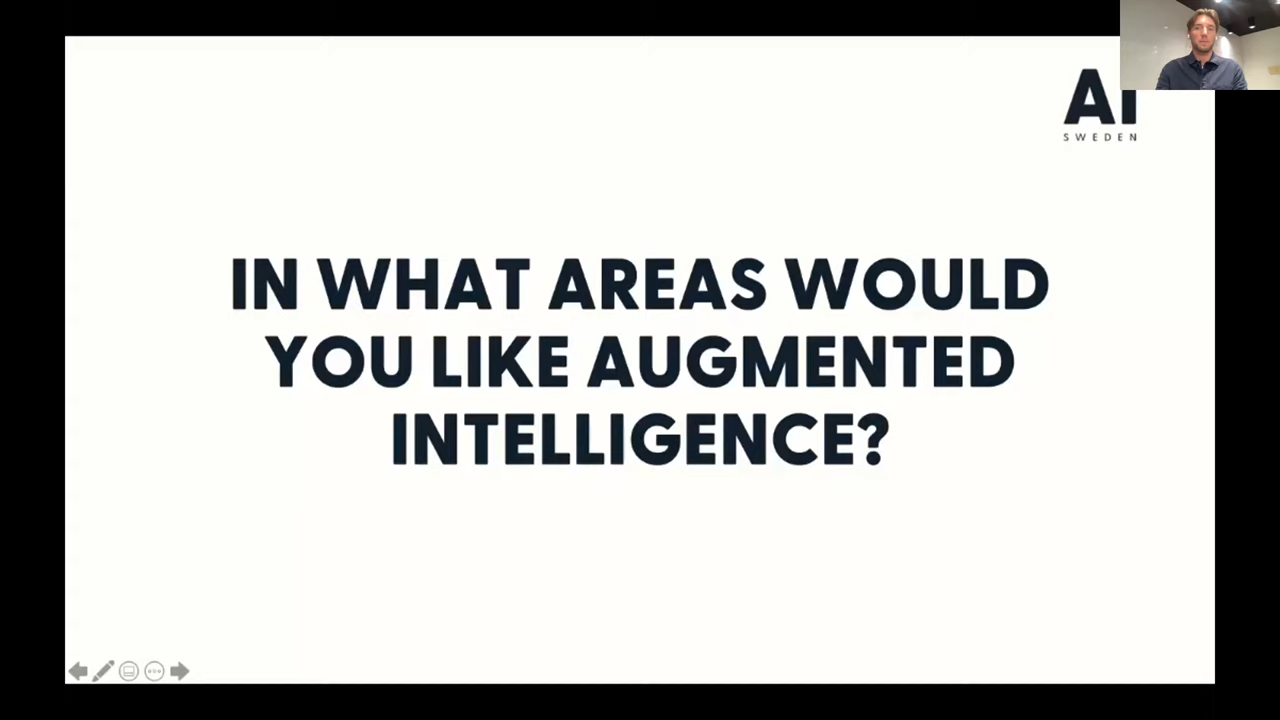 AI
SWEDEN
IN WHAT AREAS WOULD
YOU LIKE AUGMENTED
INTELLIGENCE?